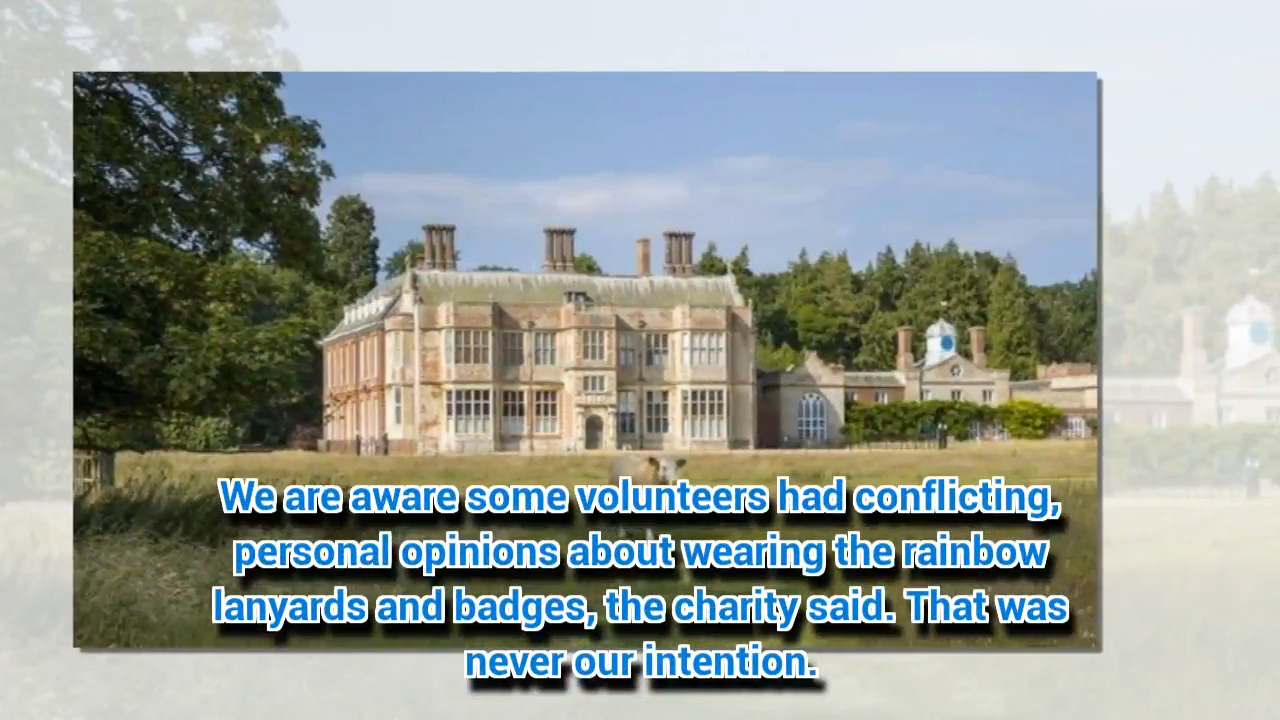 We are aware some volunteers had conflicting,
personal opinions about wearing the rainbow
lanyards and badges, the charity said. That was
never our intention.